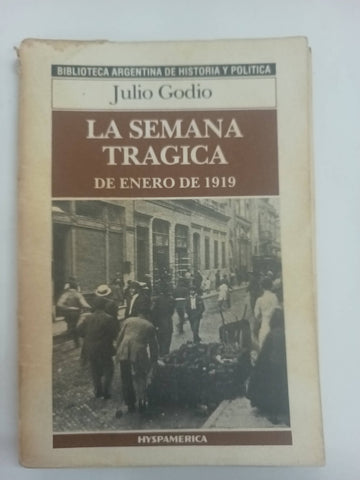 BIBLIOTECA ARGENTINA DE HISTORIA Y POLITICA
Julio Godio
LA SEMANA
TRAGICA
DE ENERO DE 1919
HYSPAMERICA